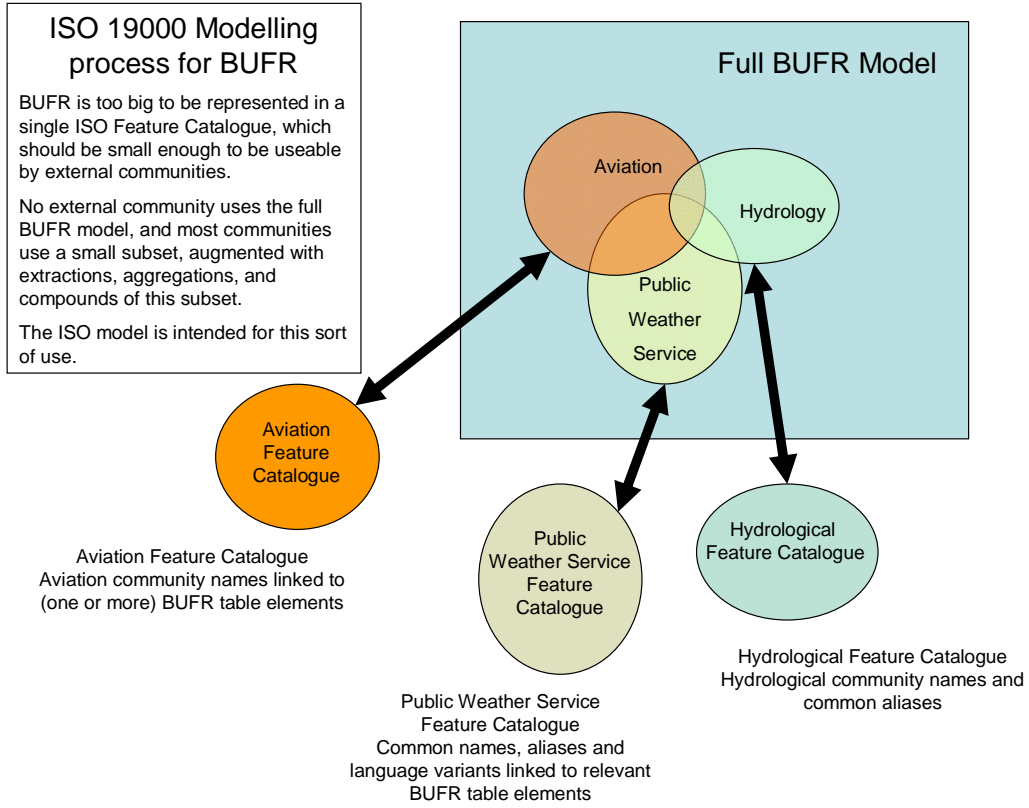 ISO 19000 Modelling
process for BUFR
BUFR is too big to be represented in a
single ISO Feature Catalogue, which
should be small enough to be useable
by external communities.
No external community uses the full
BUFR model, and most communities
use a small subset, augmented with
extractions, aggregations, and
compounds of this subset.
The ISO model is intended for this sort
of use.
Full BUFR Model
Aviation
Hydrology
Public
Weather
Service
Aviation
Feature
Catalogue
Aviation Feature Catalogue
Aviation community names linked to
(one or more) BUFR table elements
Public
Weather Service
Feature
Catalogue
Public Weather Service
Feature Catalogue
Common names, aliases and
language variants linked to relevant
BUFR table elements
Hydrological
Feature Catalogue
Hydrological Feature Catalogue
Hydrological community names and
common aliases